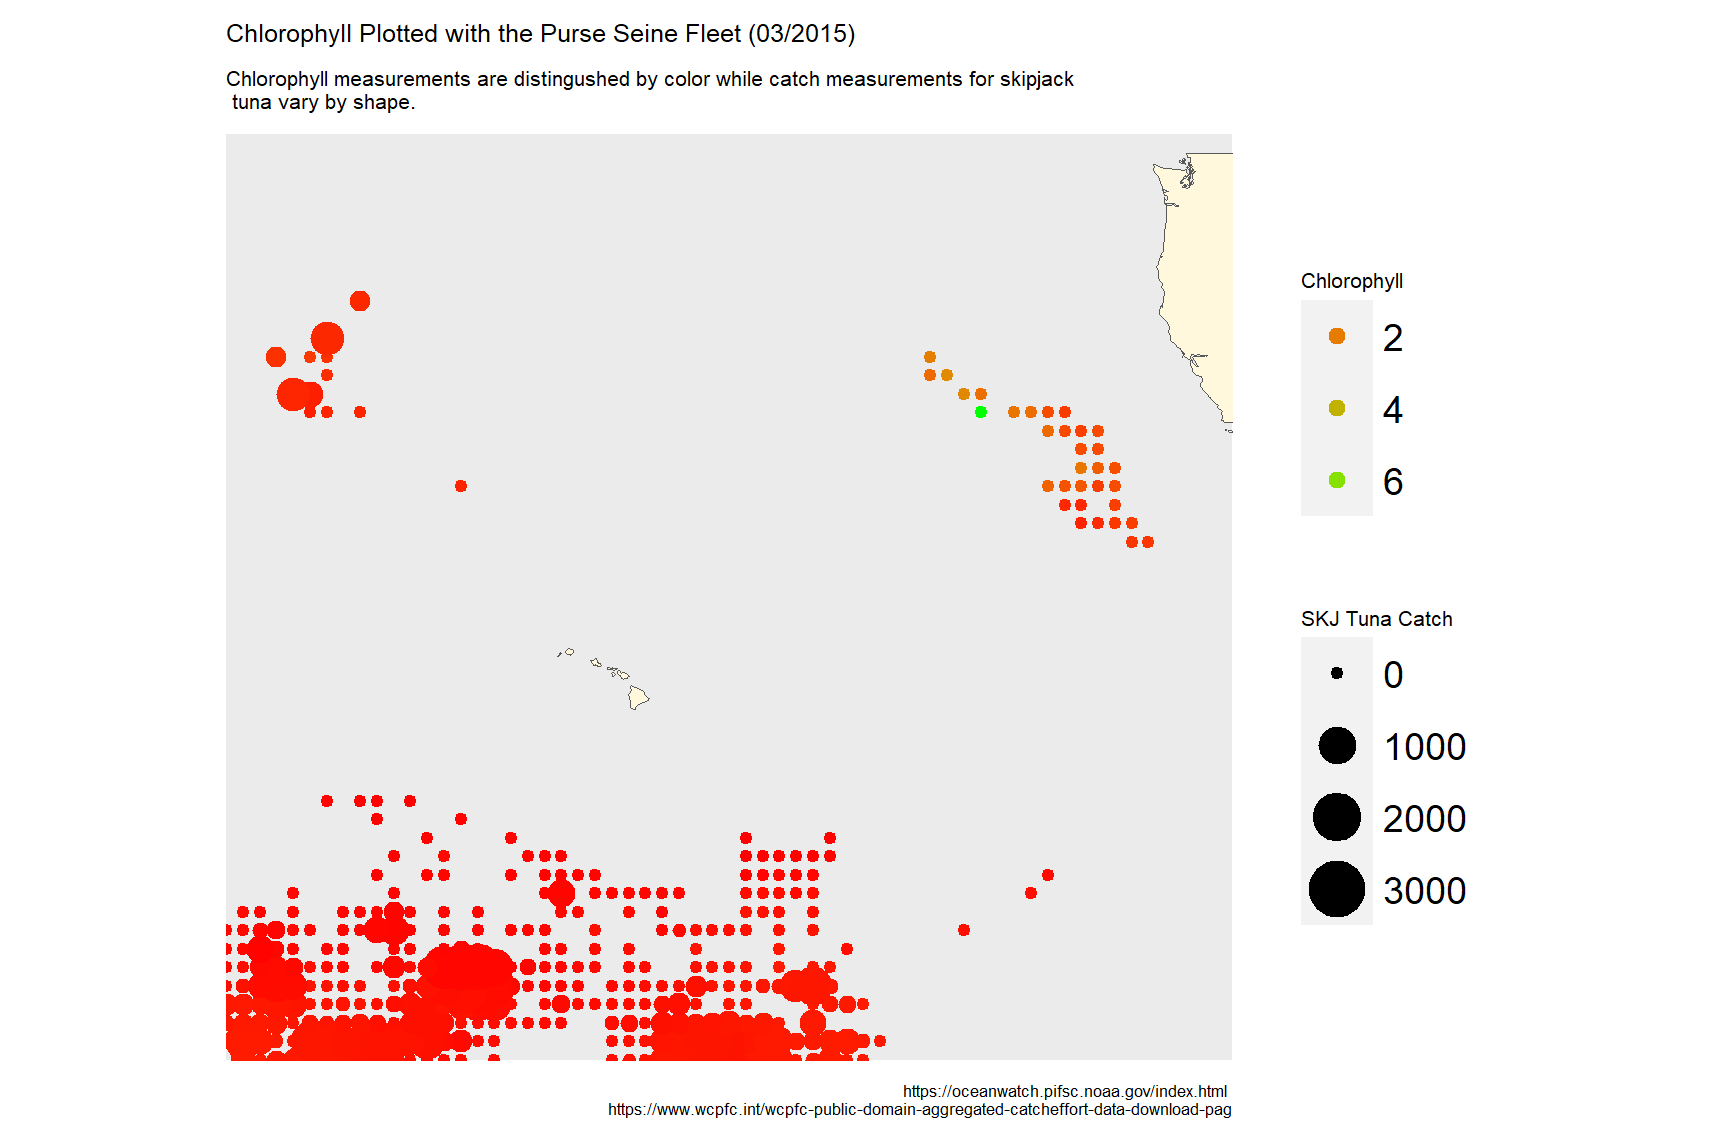 Chlorophyll Plotted with the Purse Seine Fleet (03/2015)
Chlorophyll measurements are distingushed by color while catch measurements for skipjack
tuna vary by shape.
Chlorophyll
2
4
6
SKJ Tuna Catch
0
1000
2000
3000
https://oceanwatch.pifsc.noaa.gov/index.html
https://www.wcpfc.int/wcpfc-public-domain-aggregated-catcheffort-data-download-pag